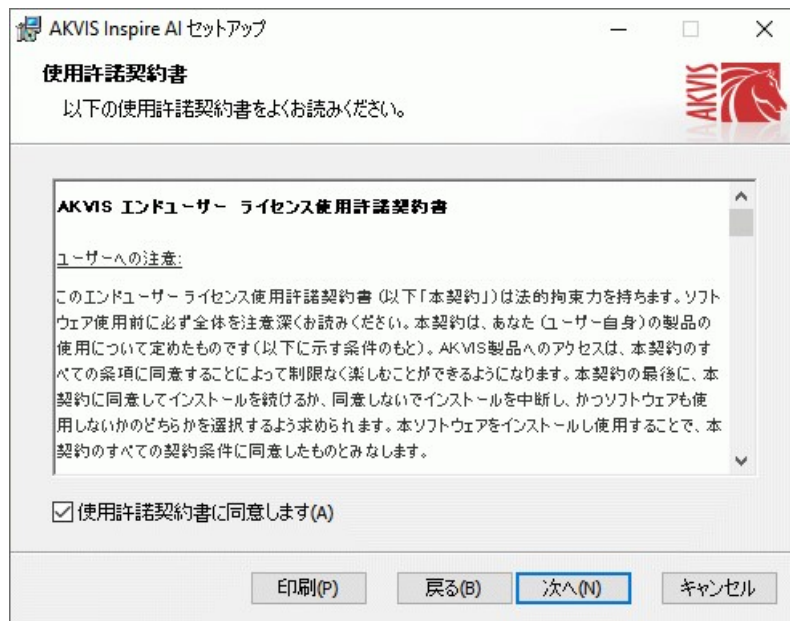 AKVIS Inspire AI セットアップ
使用許諾契約書
以下の使用許諾契約書をよくお読みください。
AKVIS
AKVIS エンドユーザー ライセンス使用許諾契約書
ユーザーへの注意:
このエンドユーザー ライセンス使用許諾契約書 (以下「本契約」)は法的拘束力を持ちます。ソフト
ウェア使用前に必ず全体を注意深くお読みください。本契約は、あなた (ユーザー自身)の製品の
使用について定めたものです(以下に示す条件のもと)。AKVIS製品へのアクセスは、本契約のす
べての条項に同意することによって制限なく楽しむことができるようになります。本契約の最後に、本
契約に同意してインストールを続けるか、同意しないでインストールを中断し、かつソフトウェアも使
用しないかのどちらかを選択するよう求められます。本ソフトウェアをインストールし使用することで、本
契約のすべての契約条件に同意したものとみなします。
使用許諾契約書に同意します(A)
印刷(P) 戻る(B) 次へ(N) キャンセル